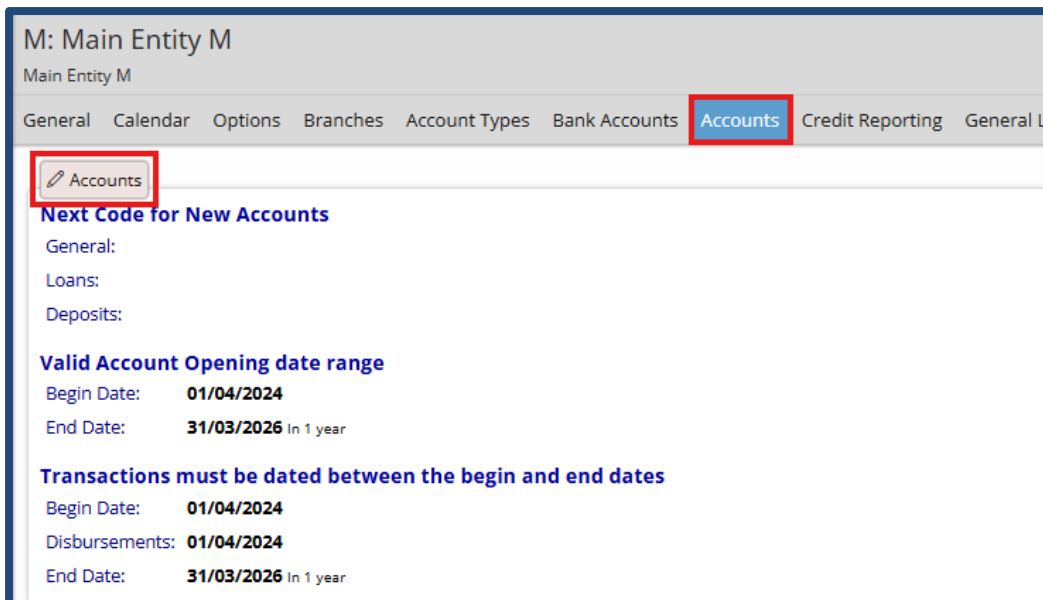 M: Main Entity M
Main Entity M
General Calendar Options Branches Account Types Bank Accounts Accounts Credit Reporting General L
Accounts
Next Code for New Accounts
General:
Loans:
Deposits:
Valid Account Opening date range
Begin Date: 01/04/2024
End Date: 31/03/2026 In 1 year
Transactions must be dated between the begin and end dates
Begin Date: 01/04/2024
Disbursements: 01/04/2024
End Date: 31/03/2026 In 1 year